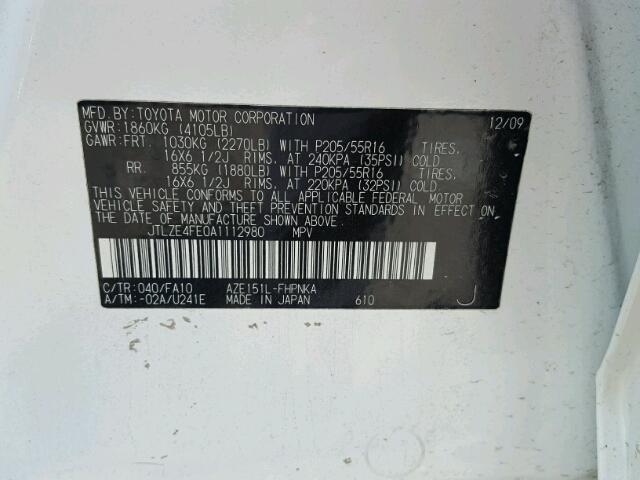 MFD.BY: TOYOTA MOTOR CORPORATION 12/09
GVWR: 1860KG (4105LB)
GAWR: FRT. 1030KG (2270LB) WITH P205/55R16 TIRES,
16X6 1/2J RIMS, AT 240KPA (35PSI) COLD
RR. 855KG (1880LB) WITH P205/55R16 TIRES,
16X6 1/2J RIMS, AT 220KPA (32PSI) COLD
THIS VEHICLE CONFORMS TO ALL APPLICABLE FEDERAL MOTOR
VEHICLE SAFETY AND THEFT PREVENTION STANDARDS IN EFFECT ON
THE DATE OF MANUFACTURE SHOWN ABOVE.
JTLZE4FE0A1112980 MPV
C/TR: 040/FA10 AZE151L-FHPNKA
A/TM: -02A/U241E MADE IN JAPAN 610 J